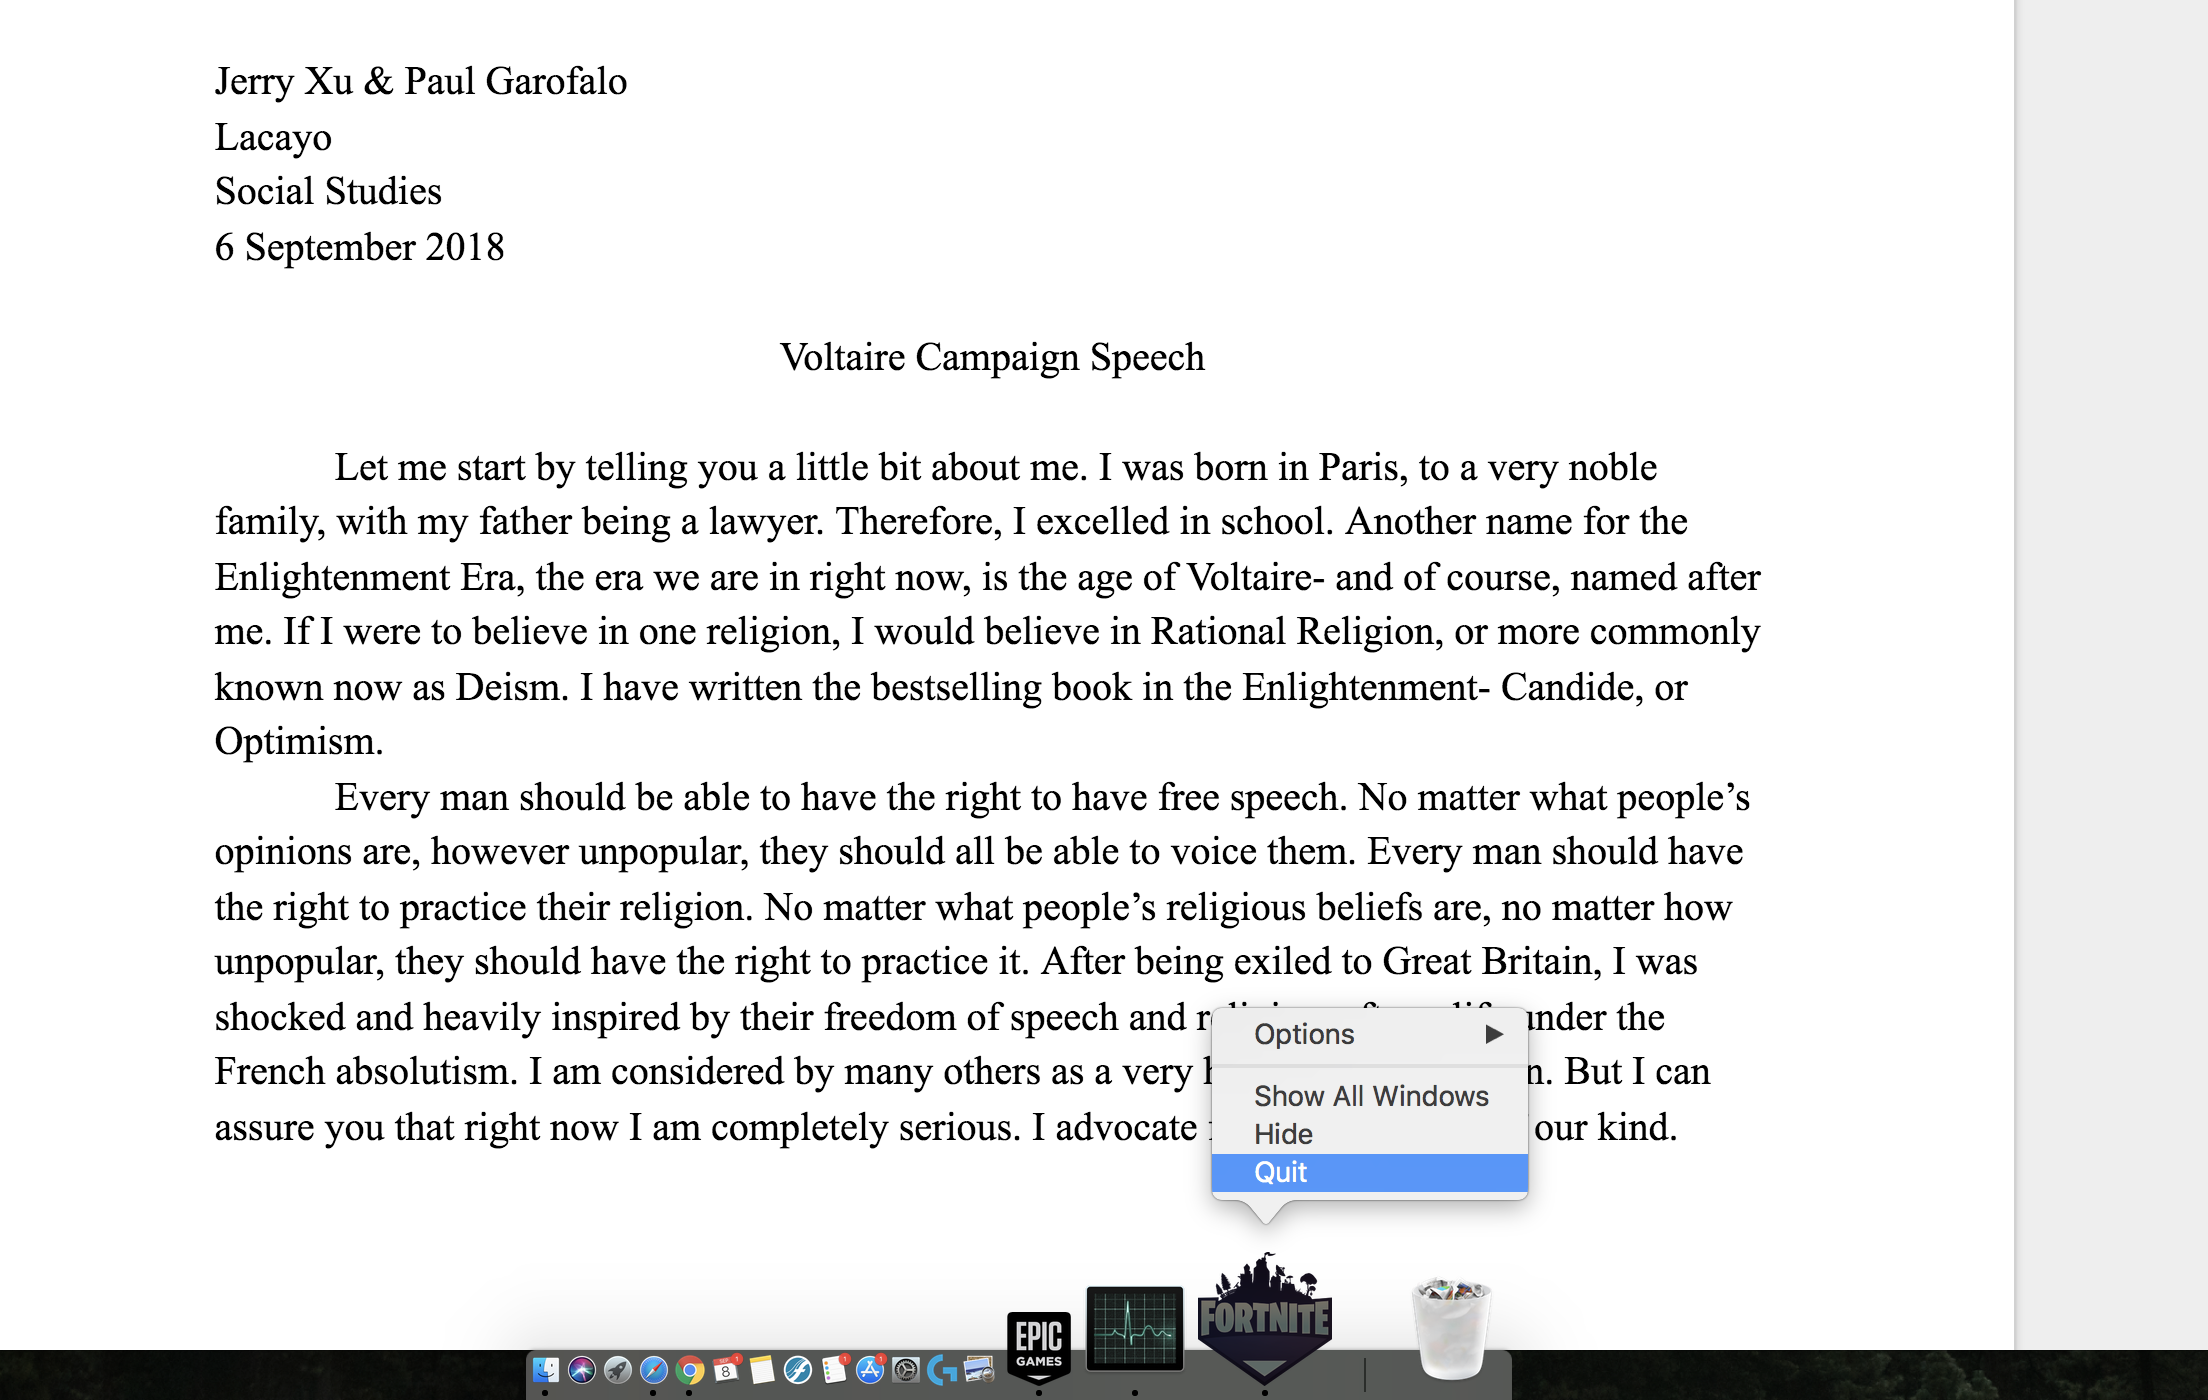 Jerry Xu & Paul Garofalo
Lacayo
Social Studies
6 September 2018
Voltaire Campaign Speech
Let me start by telling you a little bit about me. I was born in Paris, to a very noble
family, with my father being a lawyer. Therefore, I excelled in school. Another name for the
Enlightenment Era, the era we are in right now, is the age of Voltaire- and of course, named after
me. If I were to believe in one religion, I would believe in Rational Religion, or more commonly
known now as Deism. I have written the bestselling book in the Enlightenment- Candide, or
Optimism.
Every man should be able to have the right to have free speech. No matter what people’s
opinions are, however unpopular, they should all be able to voice them. Every man should have
the right to practice their religion. No matter what people’s religious beliefs are, no matter how
unpopular, they should have the right to practice it. After being exiled to Great Britain, I was
shocked and heavily inspired by their freedom of speech and under the
French absolutism. I am considered by many others as a very But I can
assure you that right now I am completely serious. I advocate our kind.
Options
Show All Windows
Hide
Quit
EPIC
GAMES
FORTNITE
SEP
8
1
1
1